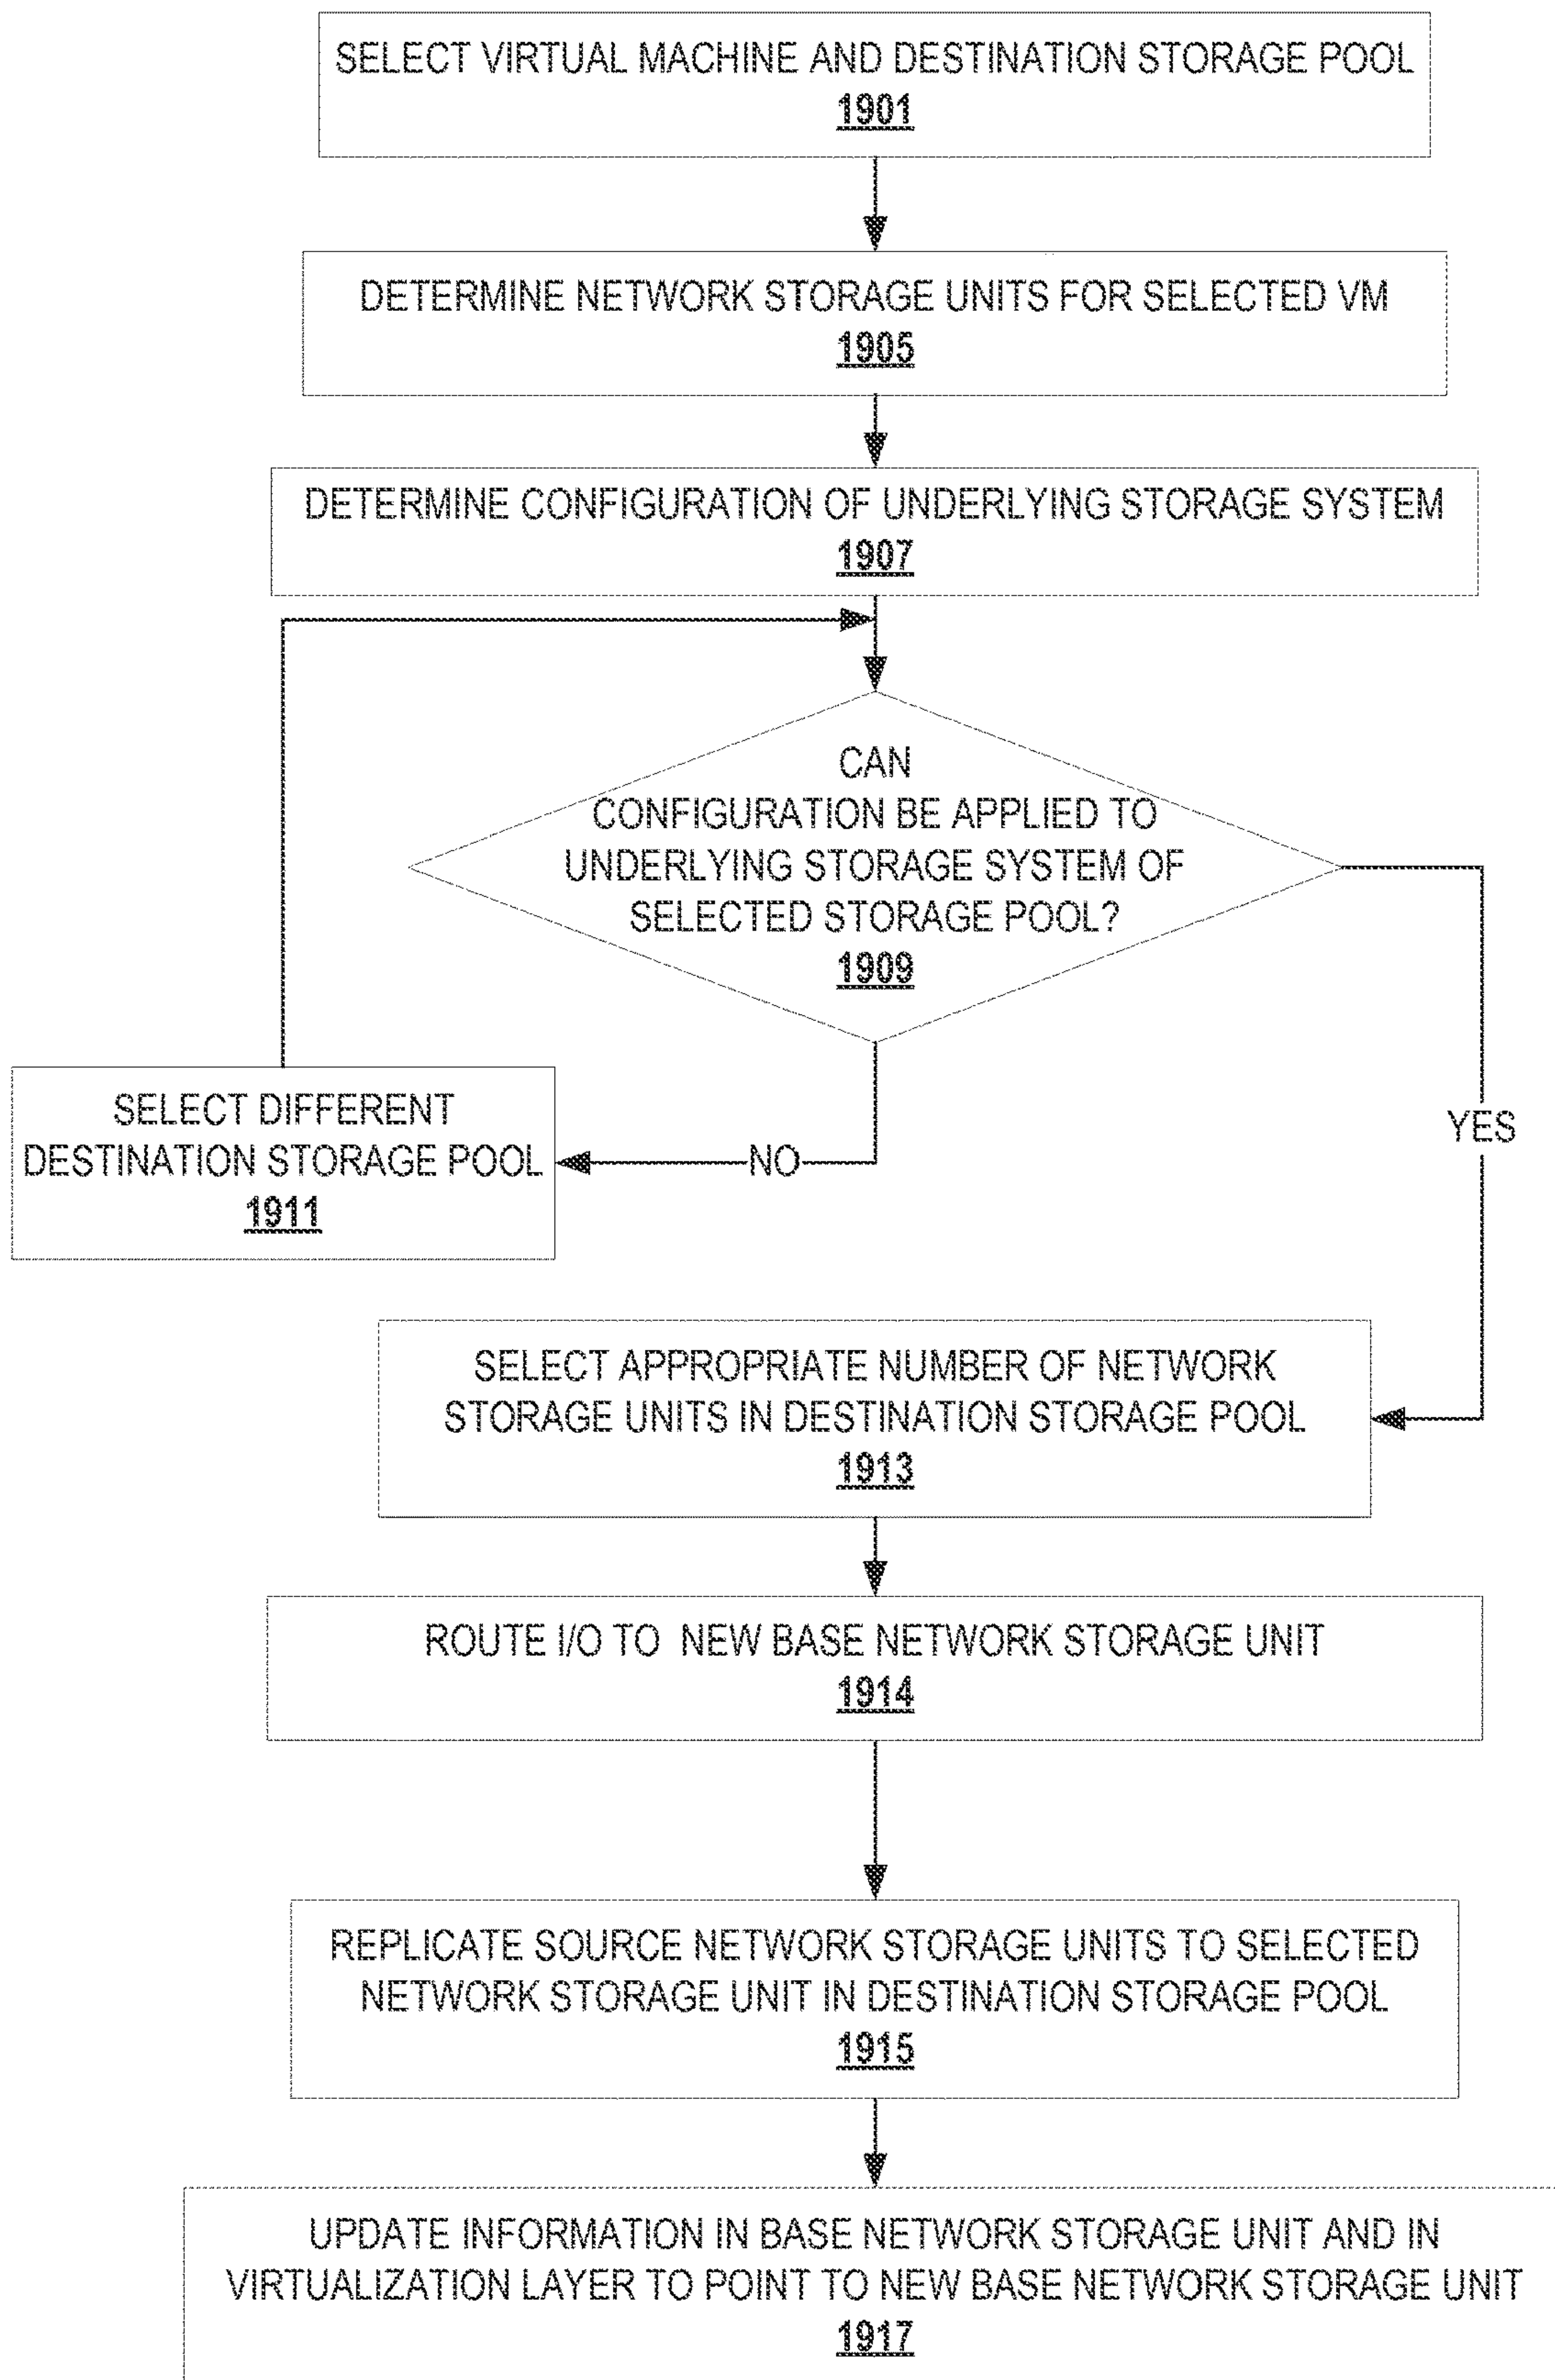 SELECT VIRTUAL MACHINE AND DESTINATION STORAGE POOL
1901
DETERMINE NETWORK STORAGE UNITS FOR SELECTED VM
1905
DETERMINE CONFIGURATION OF UNDERLYING STORAGE SYSTEM
1907
CAN
CONFIGURATION BE APPLIED TO
UNDERLYING STORAGE SYSTEM OF
SELECTED STORAGE POOL?
1909
SELECT DIFFERENT
DESTINATION STORAGE POOL
1911
NO
YES
SELECT APPROPRIATE NUMBER OF NETWORK
STORAGE UNITS IN DESTINATION STORAGE POOL
1913
ROUTE I/O TO NEW BASE NETWORK STORAGE UNIT
1914
REPLICATE SOURCE NETWORK STORAGE UNITS TO SELECTED
NETWORK STORAGE UNIT IN DESTINATION STORAGE POOL
1915
UPDATE INFORMATION IN BASE NETWORK STORAGE UNIT AND IN
VIRTUALIZATION LAYER TO POINT TO NEW BASE NETWORK STORAGE UNIT
1917